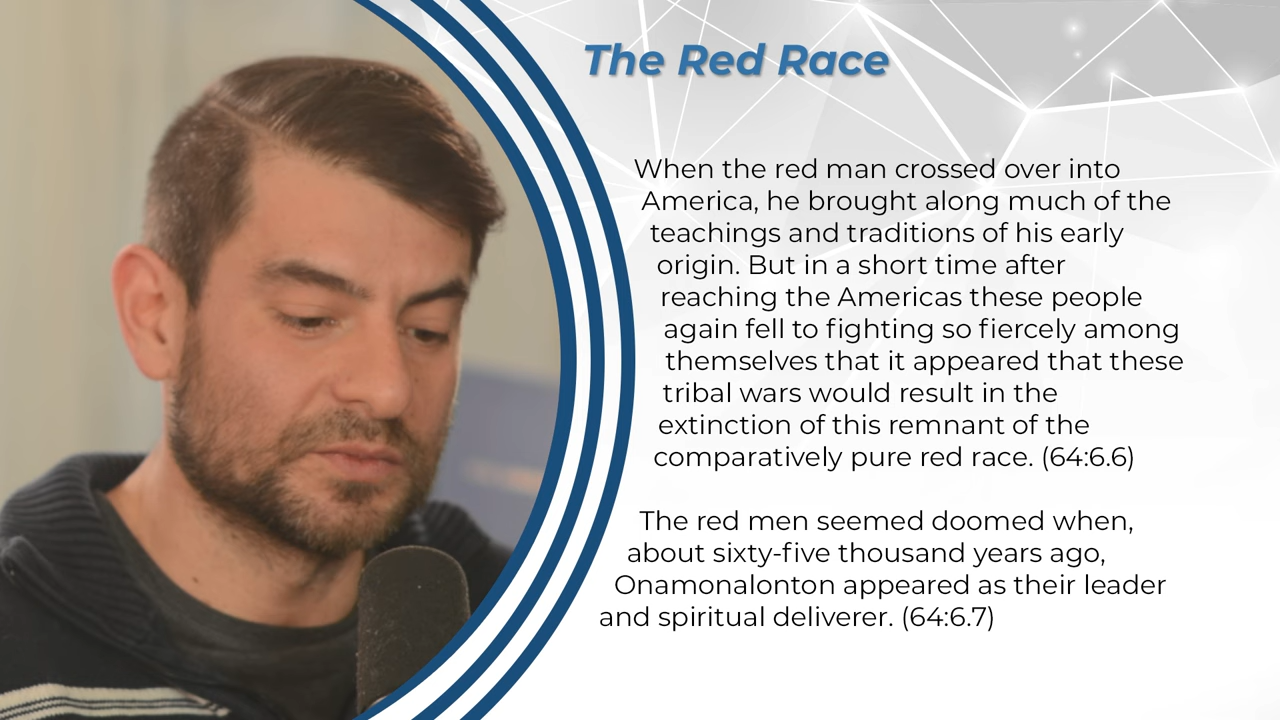 The Red Race
When the red man crossed over into
America, he brought along much of the
teachings and traditions of his early
origin. But in a short time after
reaching the Americas these people
again fell to fighting so fiercely among
themselves that it appeared that these
tribal wars would result in the
extinction of this remnant of the
comparatively pure red race. (64:6.6)
The red men seemed doomed when,
about sixty-five thousand years ago,
Onamonalonton appeared as their leader
and spiritual deliverer. (64:6.7)